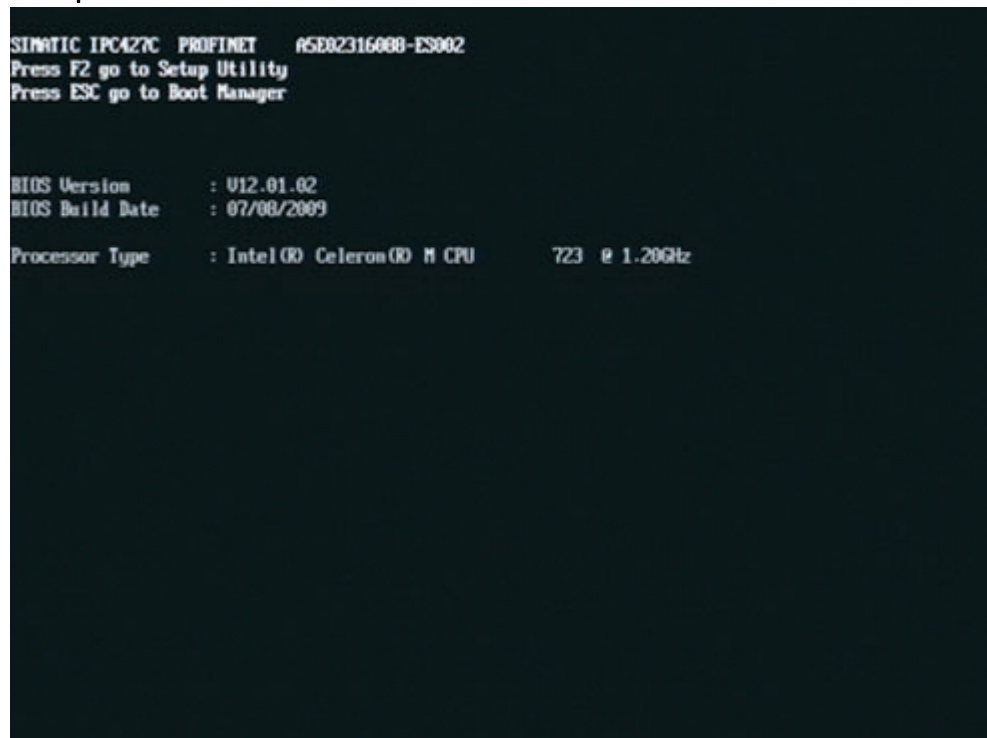 SIMATIC IPC427C PROFINET A5E02316088-ES002
Press F2 go to Setup Utility
Press ESC go to Boot Manager
BIOS Version : V12.01.02
BIOS Build Date : 07/08/2009
Processor Type : Intel(R) Celeron(R) M CPU 723 @ 1.20GHz